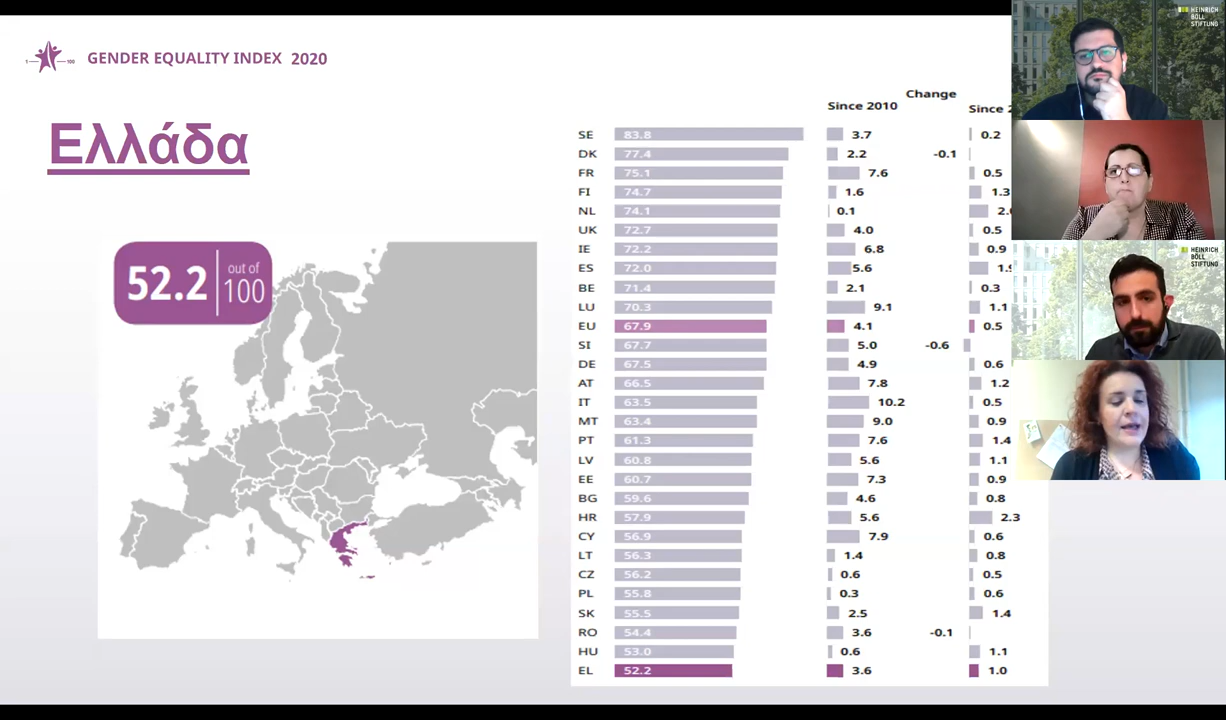 GENDER EQUALITY INDEX 2020
1 100
Ελλάδα
52.2 out of 100
Change
Since 2010 Since 2
SE 83.8 3.7 0.2
DK 77.4 2.2 -0.1
FR 75.1 7.6 0.5
FI 74.7 1.6 1.3
NL 74.1 0.1 2.
UK 72.7 4.0 0.5
IE 72.2 6.8 0.9
ES 72.0 5.6 1.9
BE 71.4 2.1 0.3
LU 70.3 9.1 1.1
EU 67.9 4.1 0.5
SI 67.7 5.0 -0.6
DE 67.5 4.9 0.6
AT 66.5 7.8 1.2
IT 63.5 10.2 0.5
MT 63.4 9.0 0.9
PT 61.3 7.6 1.4
LV 60.8 5.6 1.1
EE 60.7 7.3 0.9
BG 59.6 4.6 0.8
HR 57.9 5.6 2.3
CY 56.9 7.9 0.6
LT 56.3 1.4 0.8
CZ 56.2 0.6 0.5
PL 55.8 0.3 0.6
SK 55.5 2.5 1.4
RO 54.4 3.6 -0.1
HU 53.0 0.6 1.1
EL 52.2 3.6 1.0
HEINRICH
BÖLL
STIFTUNG
HEINRICH
BÖLL
STIFTUNG